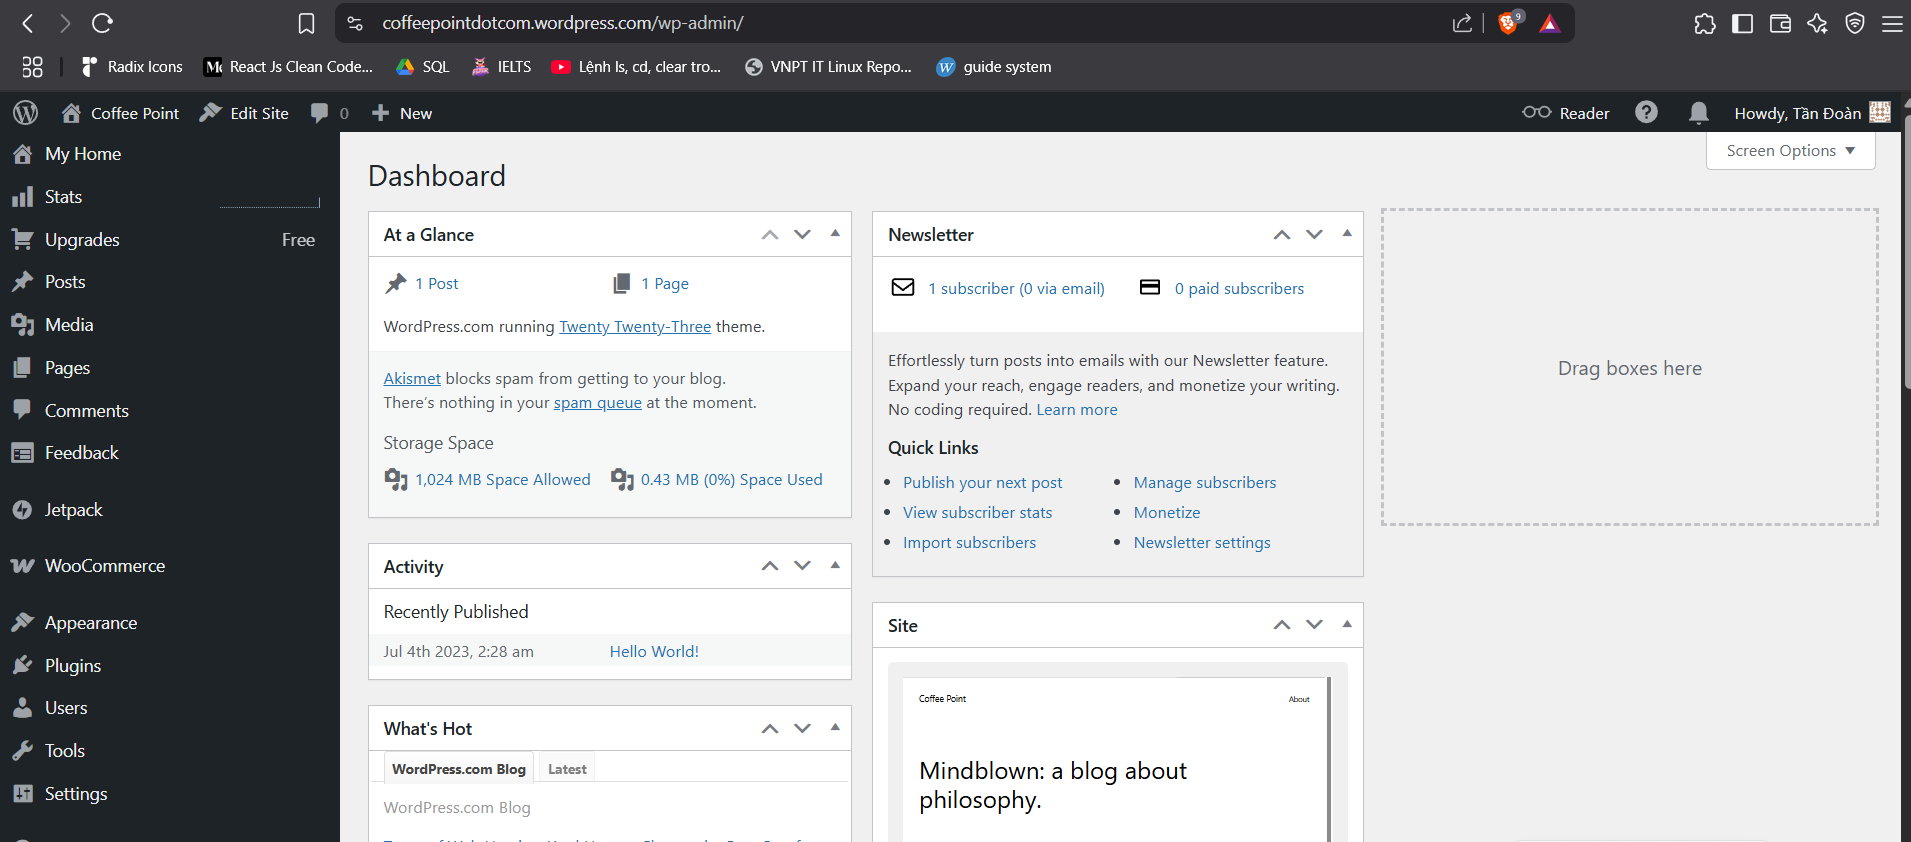 coffeepointdotcom.wordpress.com/wp-admin/
9
Radix Icons
React Js Clean Code...
SQL
IELTS
Lệnh ls, cd, clear tro...
VNPT IT Linux Repo...
guide system
Coffee Point
Edit Site
0
New
Reader
Howdy, Tấn Đoàn
My Home
Stats
Upgrades
Free
Posts
Media
Pages
Comments
Feedback
Jetpack
WooCommerce
Appearance
Plugins
Users
Tools
Settings
Screen Options
Dashboard
At a Glance
1 Post
1 Page
WordPress.com running Twenty Twenty-Three theme.
Akismet blocks spam from getting to your blog.
There's nothing in your spam queue at the moment.
Storage Space
1,024 MB Space Allowed
0.43 MB (0%) Space Used
Activity
Recently Published
Jul 4th 2023, 2:28 am
Hello World!
What's Hot
WordPress.com Blog
Latest
WordPress.com Blog
Newsletter
1 subscriber (0 via email)
0 paid subscribers
Effortlessly turn posts into emails with our Newsletter feature.
Expand your reach, engage readers, and monetize your writing.
No coding required. Learn more
Quick Links
Publish your next post
View subscriber stats
Import subscribers
Manage subscribers
Monetize
Newsletter settings
Site
Coffee Point
About
Mindblown: a blog about
philosophy.
Drag boxes here